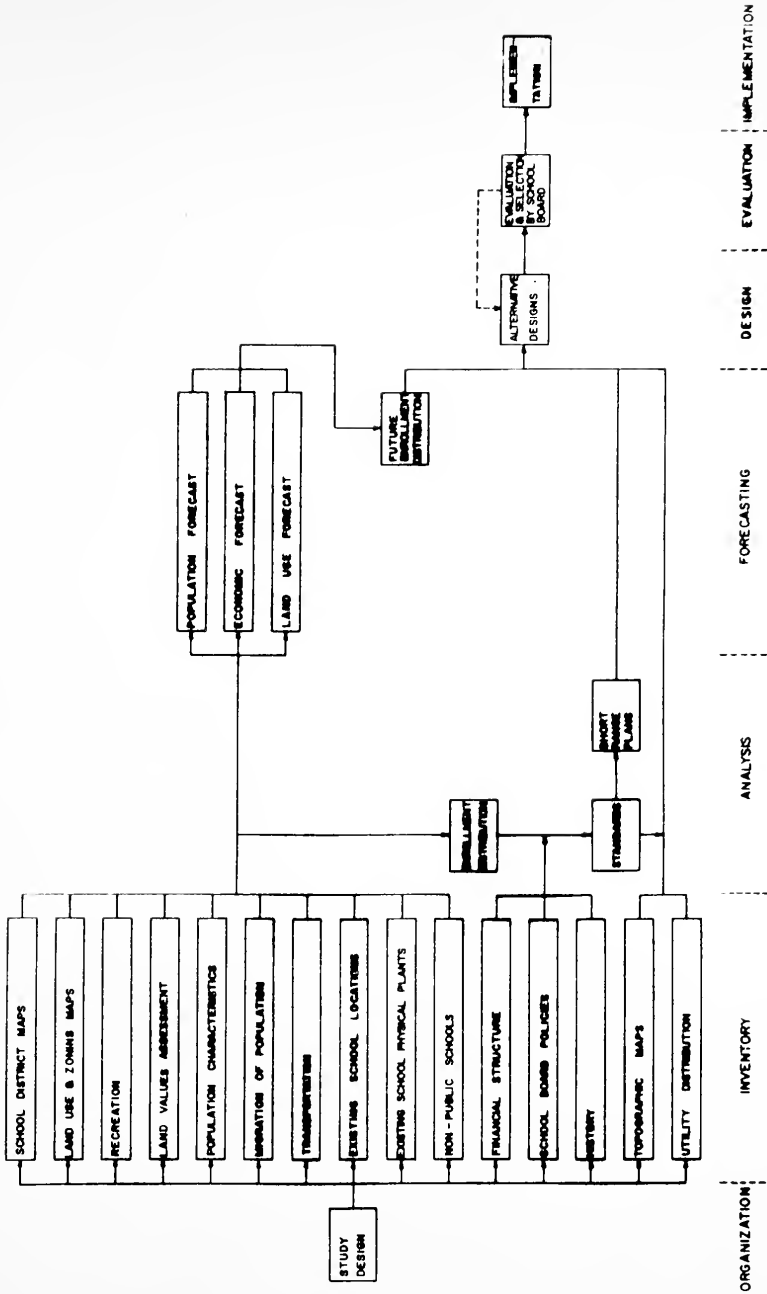 STUDY
DESIGN
SCHOOL DISTRICT MAPS
LAND USE & ZONING MAPS
RECREATION
LAND VALUES ASSESSMENT
POPULATION CHARACTERISTICS
MIGRATION OF POPULATION
TRANSPORTATION
EXISTING SCHOOL LOCATIONS
EXISTING SCHOOL PHYSICAL PLANTS
NON-PUBLIC SCHOOLS
FINANCIAL STRUCTURE
SCHOOL BOARD POLICIES
HISTORY
TOPOGRAPHIC MAPS
UTILITY DISTRIBUTION
ENROLLMENT
DISTRIBUTION
STANDARDS
SHORT
RANGE
PLANS
POPULATION FORECAST
ECONOMIC FORECAST
LAND USE FORECAST
FUTURE
ENROLLMENT
DISTRIBUTION
ALTERNATIVE
DESIGNS
EVALUATION
& SELECTION
BY SCHOOL
BOARD
IMPLEMEN
TATION
ORGANIZATION
INVENTORY
ANALYSIS
FORECASTING
DESIGN
EVALUATION
IMPLEMENTATION